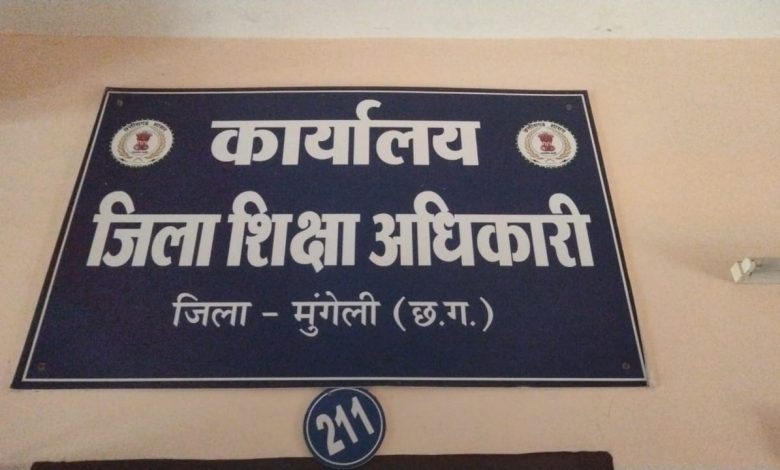 कार्यालय
जिला शिक्षा अधिकारी
जिला - मुंगेली (छ.ग.)
211